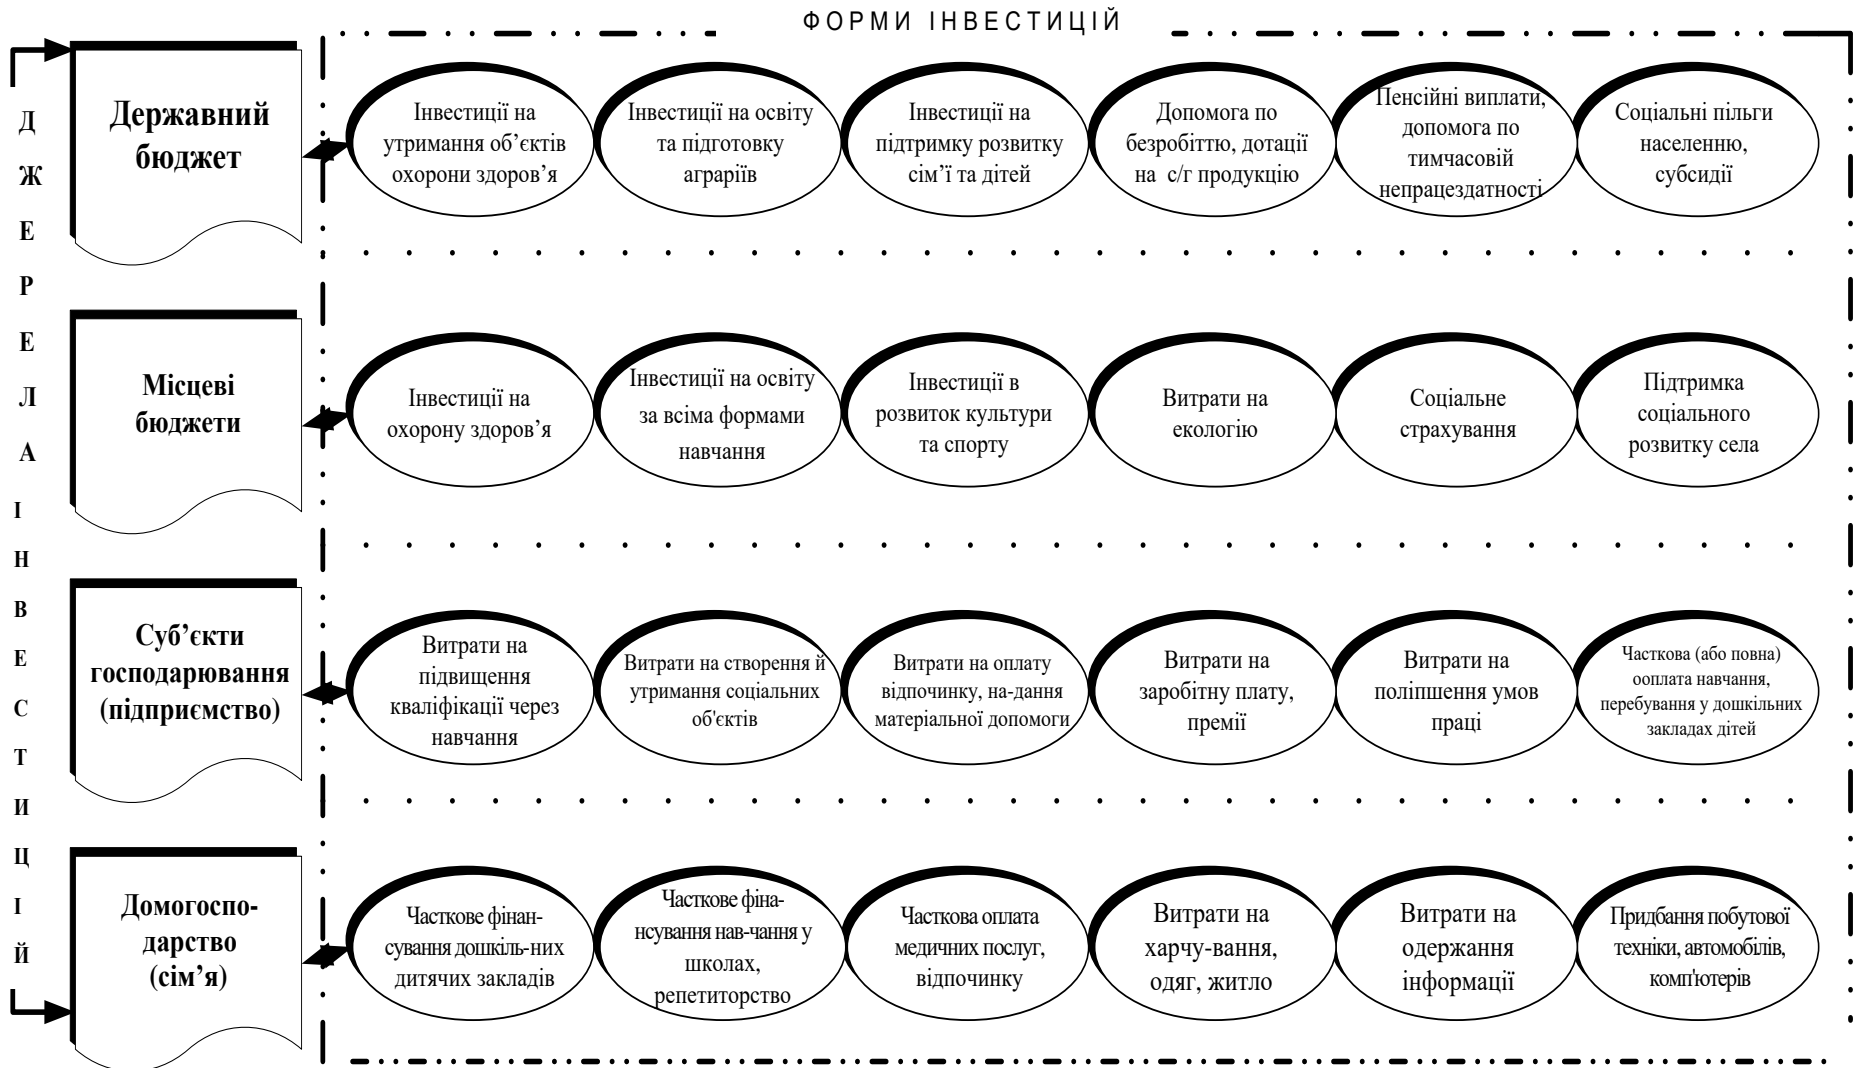 ФОРМИ ІНВЕСТИЦІЙ
ДЖЕРЕЛА ІНВЕСТИЦІЙ
Державний
бюджет
Інвестиції на
утримання об’єктів
охорони здоров’я
Інвестиції на освіту
та підготовку
аграріїв
Інвестиції на
підтримку розвитку
сім’ї та дітей
Допомога по
безробіттю, дотації
на с/г продукцію
Пенсійні виплати,
допомога по
тимчасовій
непрацездатності
Соціальні пільги
населенню,
субсидії
Місцеві
бюджети
Інвестиції на
охорону здоров’я
Інвестиції на освіту
за всіма формами
навчання
Інвестиції в
розвиток культури
та спорту
Витрати на
екологію
Соціальне
страхування
Підтримка
соціального
розвитку села
Суб’єкти
господарювання
(підприємство)
Витрати на
підвищення
кваліфікації через
навчання
Витрати на створення й
утримання соціальних
об'єктів
Витрати на оплату
відпочинку, на-дання
матеріальної допомоги
Витрати на
заробітну плату,
премії
Витрати на
поліпшення умов
праці
Часткова (або повна)
ооплата навчання,
перебування у дошкільних
закладах дітей
Домогоспо-
дарство
(сім’я)
Часткове фінан-
сування дошкіль-них
дитячих закладів
Часткове фіна-
нсування нав-чання у
школах,
репетиторство
Часткова оплата
медичних послуг,
відпочинку
Витрати на
харчу-вання,
одяг, житло
Витрати на
одержання
інформації
Придбання побутової
техніки, автомобілів,
комп'ютерів